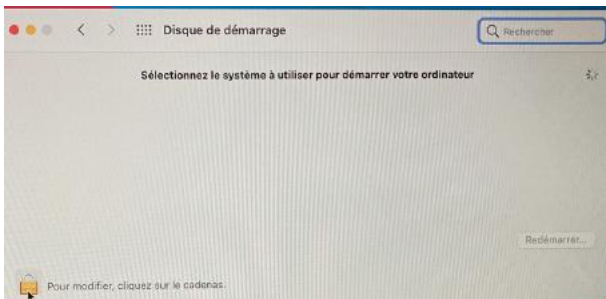 Disque de démarrage
Rechercher
Sélectionnez le système à utiliser pour démarrer votre ordinateur
Redémarrer...
Pour modifier, cliquez sur le cadenas.